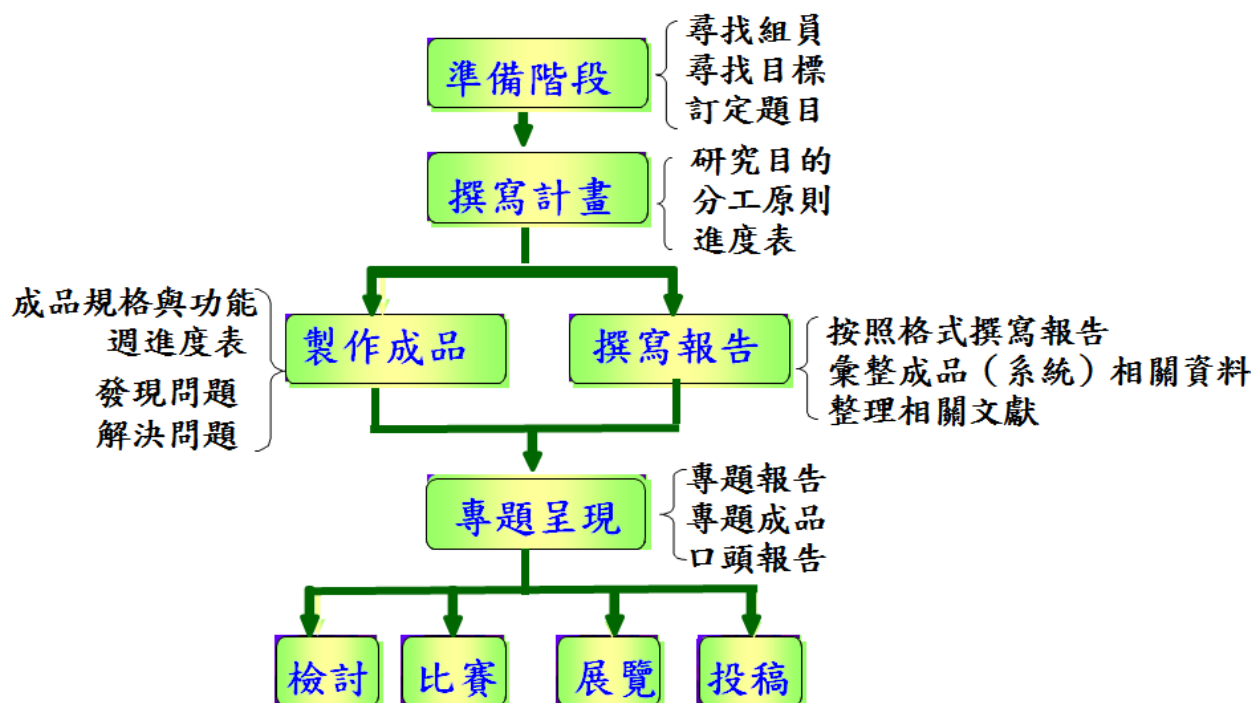 準備階段
尋找組員
尋找目標
訂定題目
撰寫計畫
研究目的
分工原則
進度表
成品規格與功能
週進度表
發現問題
解決問題
製作成品
撰寫報告
按照格式撰寫報告
彙整成品（系統）相關資料
整理相關文獻
專題呈現
專題報告
專題成品
口頭報告
檢討
比賽
展覽
投稿